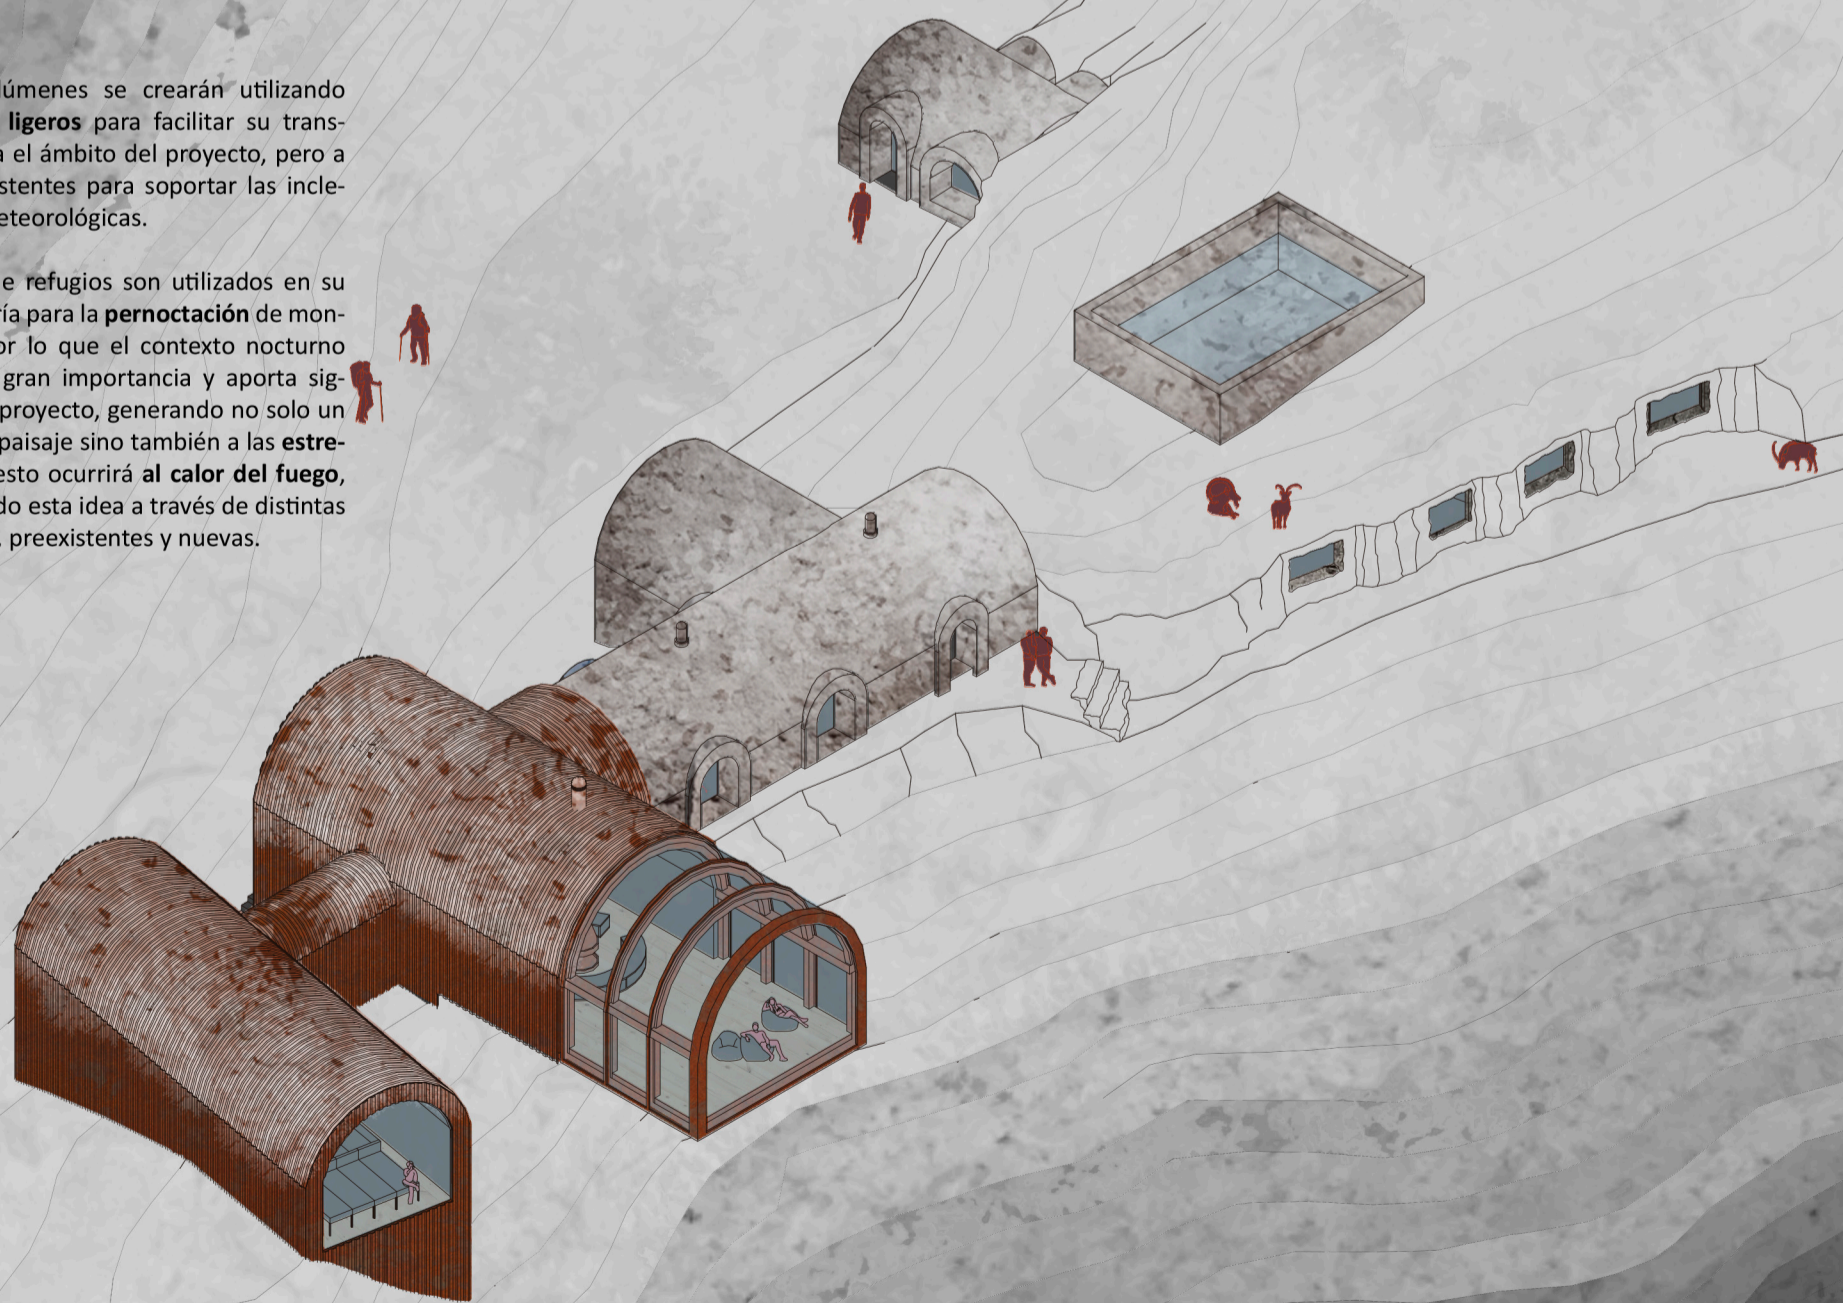 lúmenes se crearán utilizando
ligeros para facilitar su trans-
a el ámbito del proyecto, pero a
stentes para soportar las incle-
eteorológicas.
e refugios son utilizados en su
ría para la pernoctación de mon-
or lo que el contexto nocturno
gran importancia y aporta sig-
proyecto, generando no solo un
paisaje sino también a las estre-
esto ocurrirá al calor del fuego,
do esta idea a través de distintas
, preexistentes y nuevas.